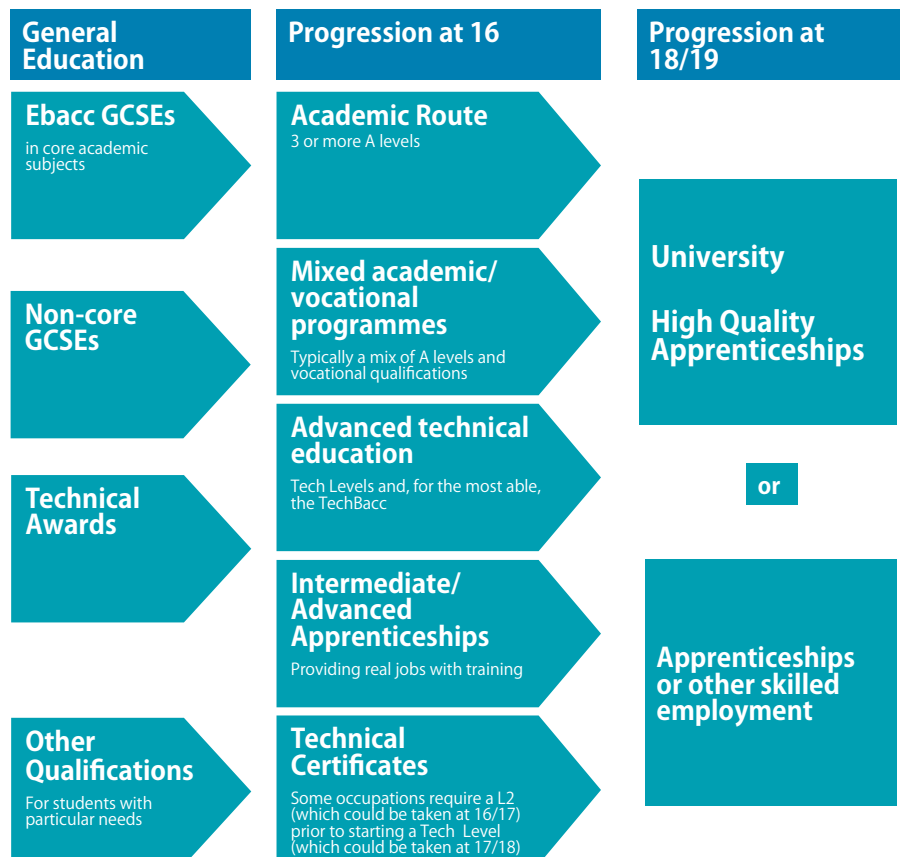 General
Education
Progression at 16
Progression at
18/19
Ebacc GCSEs
in core academic
subjects
Non-core
GCSEs
Technical
Awards
Other
Qualifications
For students with
particular needs
Academic Route
3 or more A levels
Mixed academic/
vocational
programmes
Typically a mix of A levels and
vocational qualifications
Advanced technical
education
Tech Levels and, for the most able,
the TechBacc
Intermediate/
Advanced
Apprenticeships
Providing real jobs with training
Technical
Certificates
Some occupations require a L2
(which could be taken at 16/17)
prior to starting a Tech Level
(which could be taken at 17/18)
University
High Quality
Apprenticeships
or
Apprenticeships
or other skilled
employment